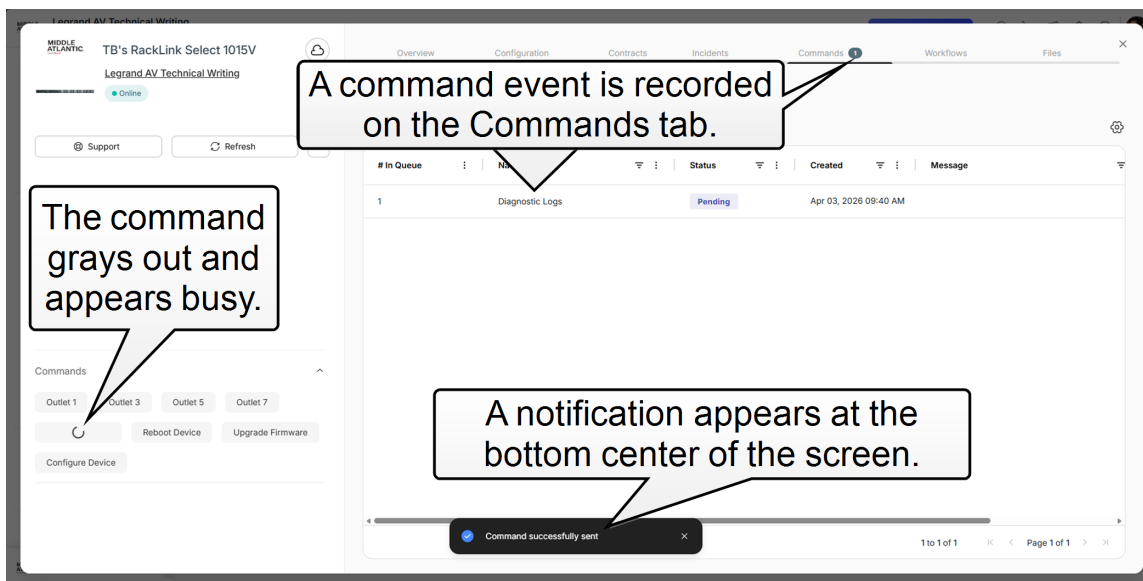 Legrand AV Technical Writing
MIDDLE
ATLANTIC
TB's RackLink Select 1015V
Legrand AV Technical Writing
Online
Support
Refresh
Overview
Configuration
Contracts
Incidents
Commands 1
Workflows
Files
A command event is recorded
on the Commands tab.
# In Queue
Status
Created
Message
1
Diagnostic Logs
Pending
Apr 03, 2026 09:40 AM
The command
grays out and
appears busy.
Commands
Outlet 1
Outlet 3
Outlet 5
Outlet 7
Reboot Device
Upgrade Firmware
Configure Device
A notification appears at the
bottom center of the screen.
Command successfully sent
1 to 1 of 1
Page 1 of 1